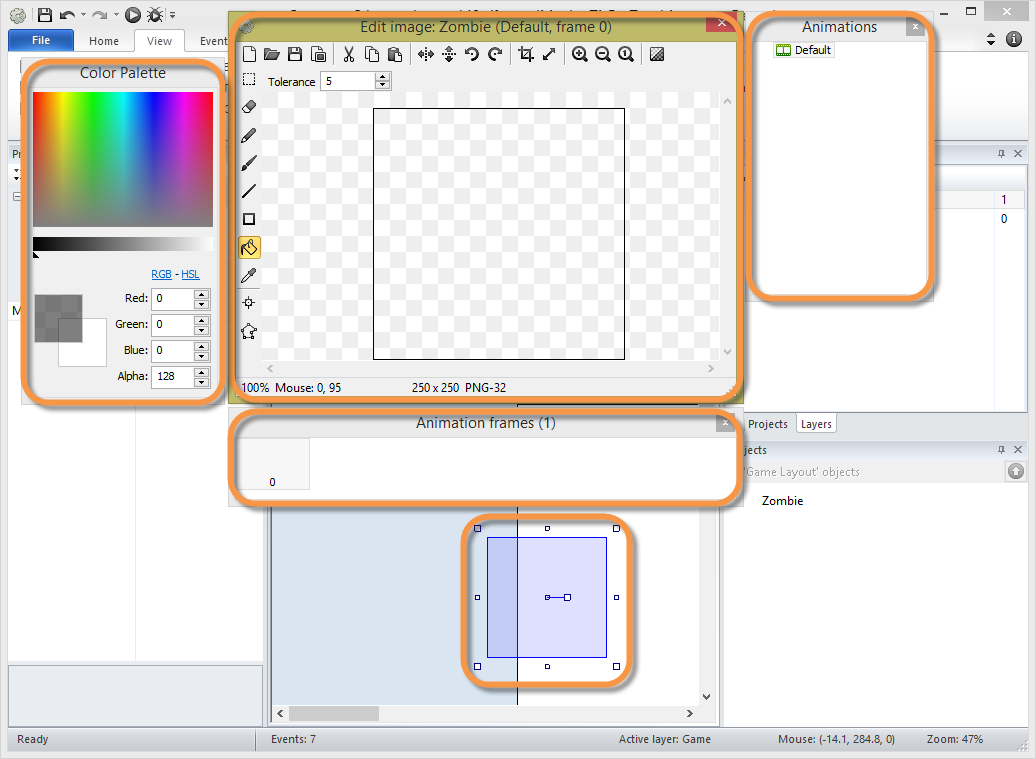 Edit image: Zombie (Default, frame 0)
Animations
File
Home
View
Event
Default
Color Palette
Tolerance
5
1
0
RGB - HSL
Red: 0
Green: 0
Blue: 0
Alpha: 128
100% Mouse: 0, 95
250 x 250 PNG-32
Animation frames (1)
0
Projects
Layers
jects
'Game Layout' objects
Zombie
Ready
Events: 7
Active layer: Game
Mouse: (-14.1, 284.8, 0)
Zoom: 47%